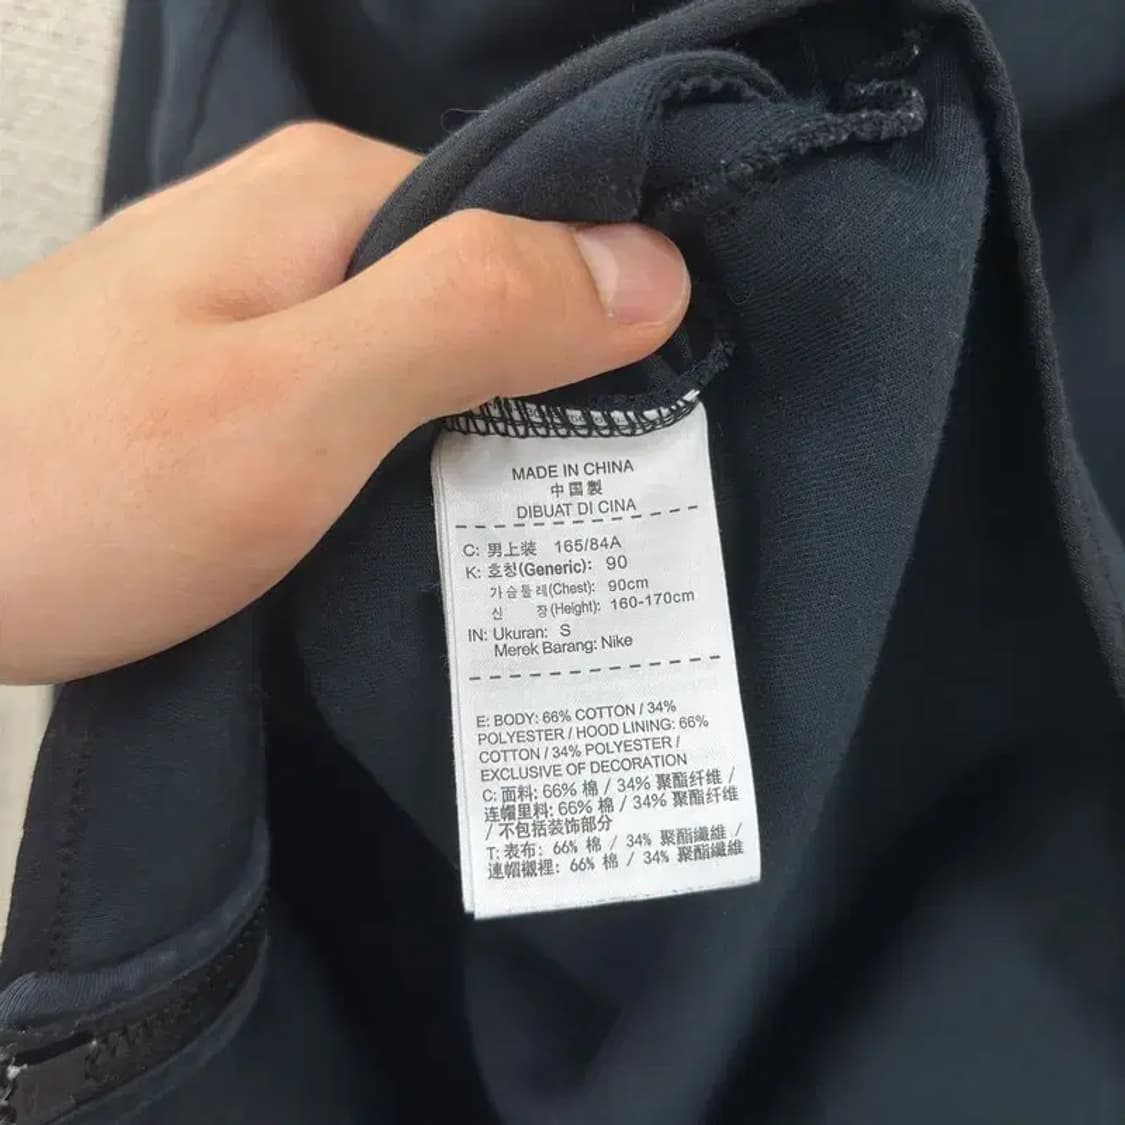 MADE IN CHINA
中国製
DIBUAT DI CINA
C: 男上装 165/84A
K: 호칭(Generic): 90
가슴둘레(Chest): 90cm
신 장(Height): 160-170cm
IN: Ukuran: S
Merek Barang: Nike
E: BODY: 66% COTTON / 34%
POLYESTER / HOOD LINING: 66%
COTTON / 34% POLYESTER /
EXCLUSIVE OF DECORATION
C: 面料: 66% 棉 / 34% 聚酯纤维 /
连帽里料: 66% 棉 / 34% 聚酯纤维
/ 不包括装饰部分
T: 表布: 66% 棉 / 34% 聚酯纖維 /
連帽襯裡: 66% 棉 / 34% 聚酯纖維